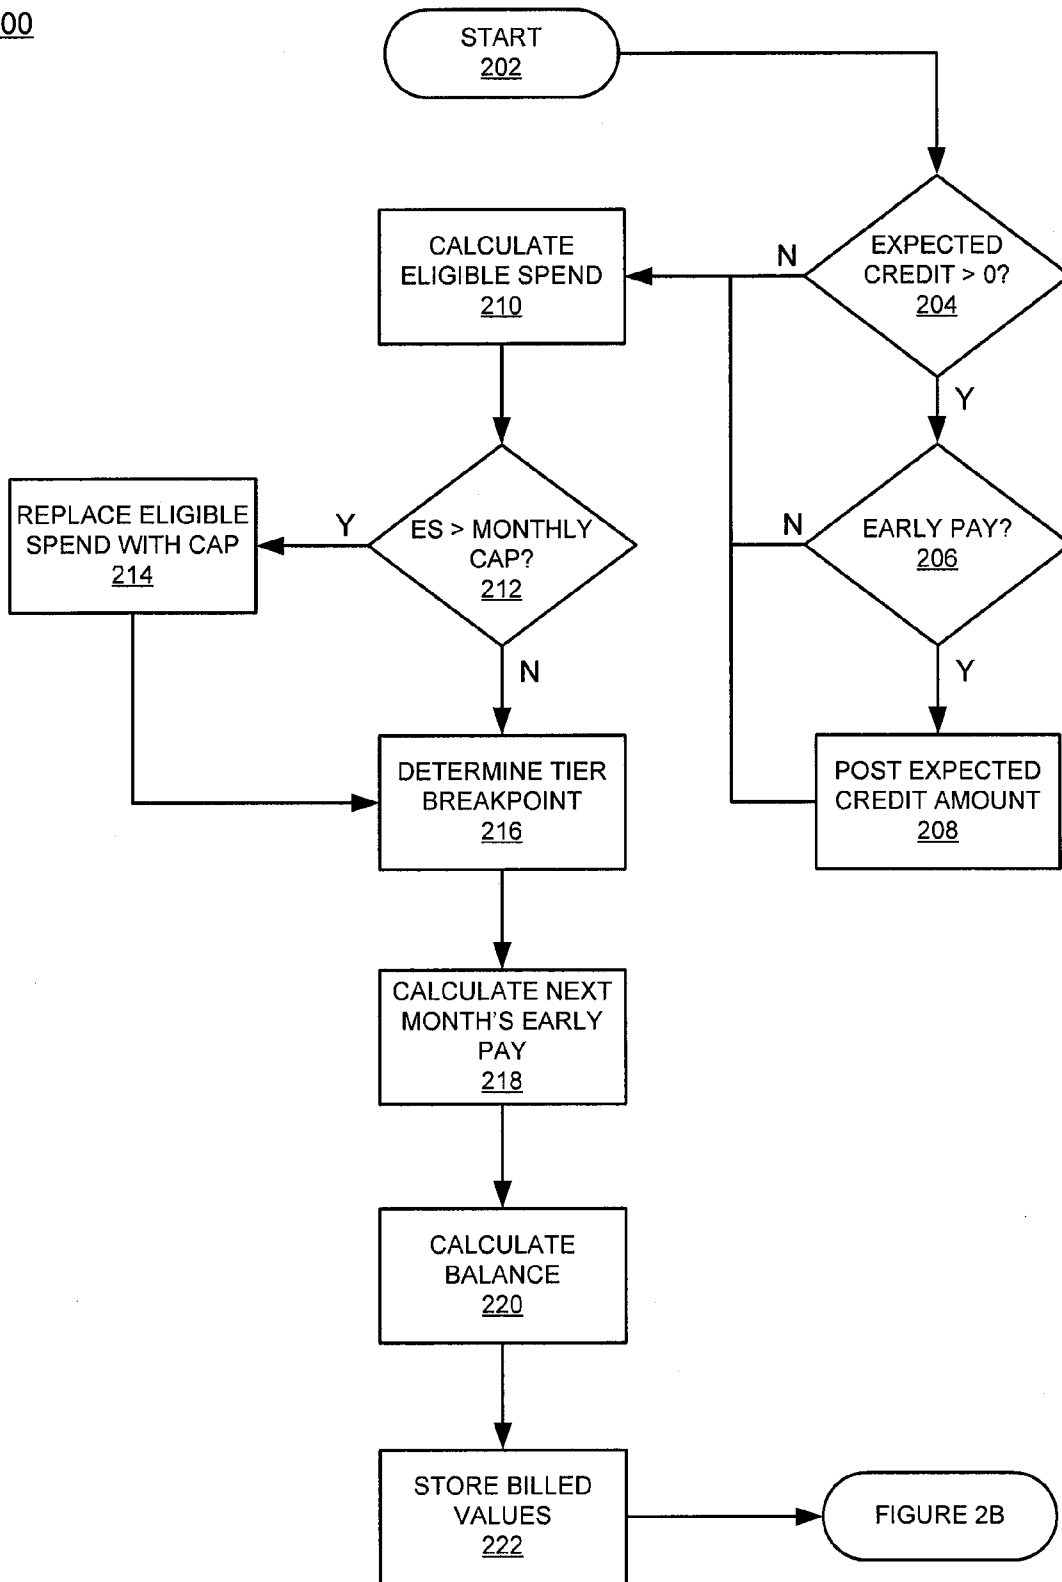 00
START
202
EXPECTED
CREDIT > 0?
204
N
Y
CALCULATE
ELIGIBLE SPEND
210
EARLY PAY?
206
N
Y
ES > MONTHLY
CAP?
212
Y
N
REPLACE ELIGIBLE
SPEND WITH CAP
214
POST EXPECTED
CREDIT AMOUNT
208
DETERMINE TIER
BREAKPOINT
216
CALCULATE NEXT
MONTH'S EARLY
PAY
218
CALCULATE
BALANCE
220
STORE BILLED
VALUES
222
FIGURE 2B